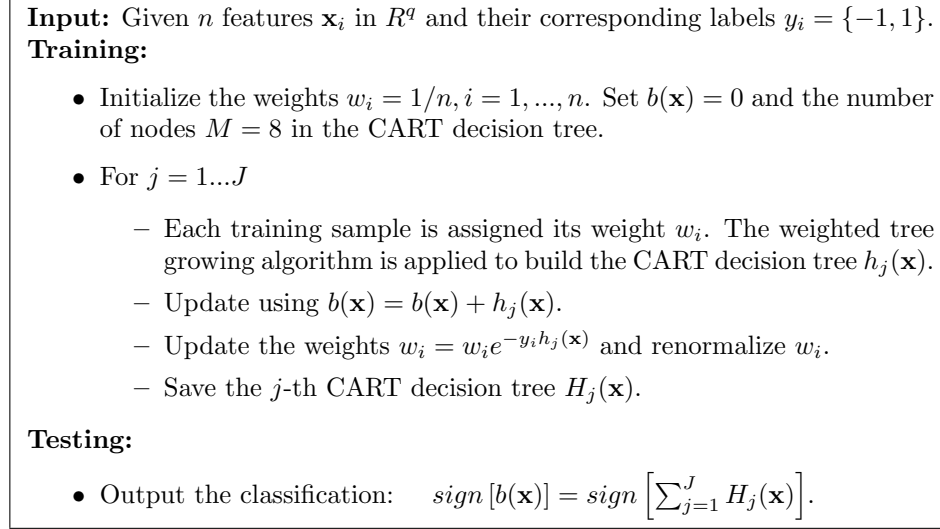 Input: Given n features x_i in R^q and their corresponding labels y_i = {−1, 1}.
Training:
• Initialize the weights w_i = 1/n, i = 1, ..., n. Set b(x) = 0 and the number
of nodes M = 8 in the CART decision tree.
• For j = 1...J
– Each training sample is assigned its weight w_i. The weighted tree
growing algorithm is applied to build the CART decision tree h_j(x).
– Update using b(x) = b(x) + h_j(x).
– Update the weights w_i = w_i e^{−y_i h_j(x)} and renormalize w_i.
– Save the j-th CART decision tree H_j(x).
Testing:
• Output the classification: sign [b(x)] = sign [∑_{j=1}^{J} H_j(x)].